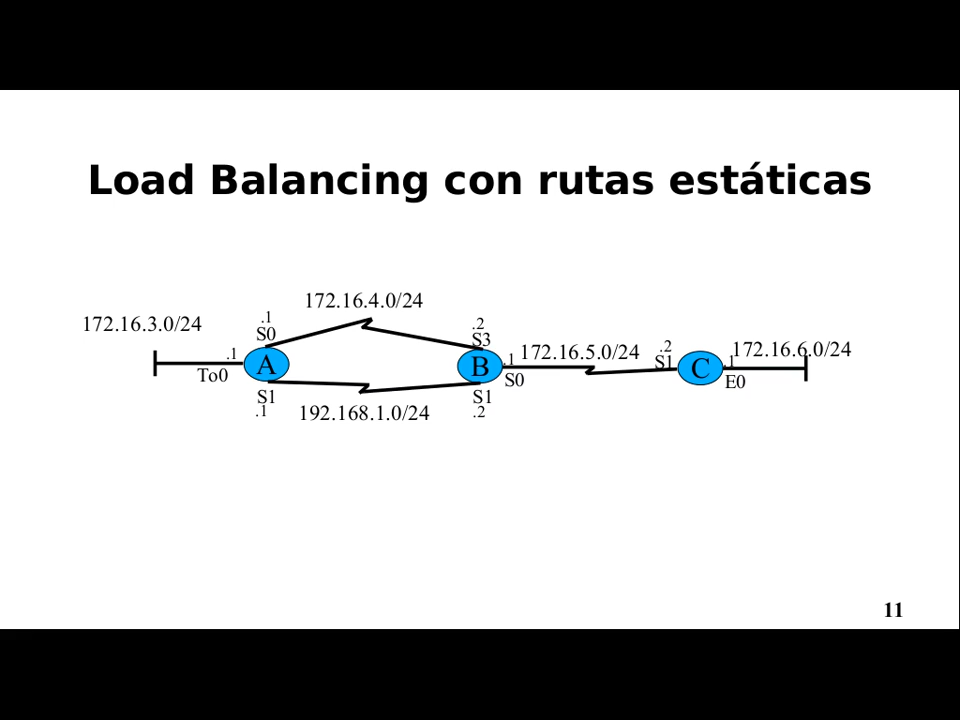 Load Balancing con rutas estáticas
172.16.4.0/24
172.16.3.0/24
.1
S0
.2
S3
.1
To0
A
B
.1
172.16.5.0/24
S0
.2
S1
C
.1
172.16.6.0/24
E0
S1
.1
192.168.1.0/24
S1
.2
11